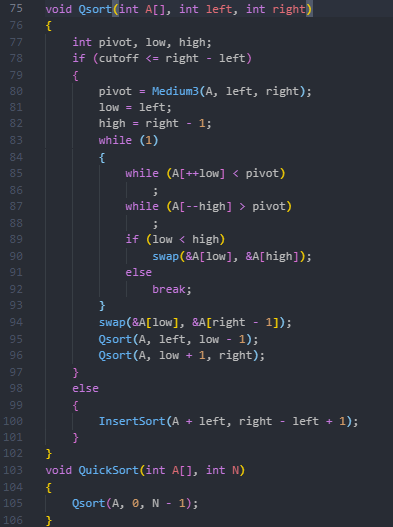 75 void Qsort(int A[], int left, int right)
76 {
77     int pivot, low, high;
78     if (cutoff <= right - left)
79     {
80         pivot = Medium3(A, left, right);
81         low = left;
82         high = right - 1;
83         while (1)
84         {
85             while (A[++low] < pivot)
86                 ;
87             while (A[--high] > pivot)
88                 ;
89             if (low < high)
90                 swap(&A[low], &A[high]);
91             else
92                 break;
93         }
94         swap(&A[low], &A[right - 1]);
95         Qsort(A, left, low - 1);
96         Qsort(A, low + 1, right);
97     }
98     else
99     {
100         InsertSort(A + left, right - left + 1);
101     }
102 }
103 void QuickSort(int A[], int N)
104 {
105     Qsort(A, 0, N - 1);
106 }